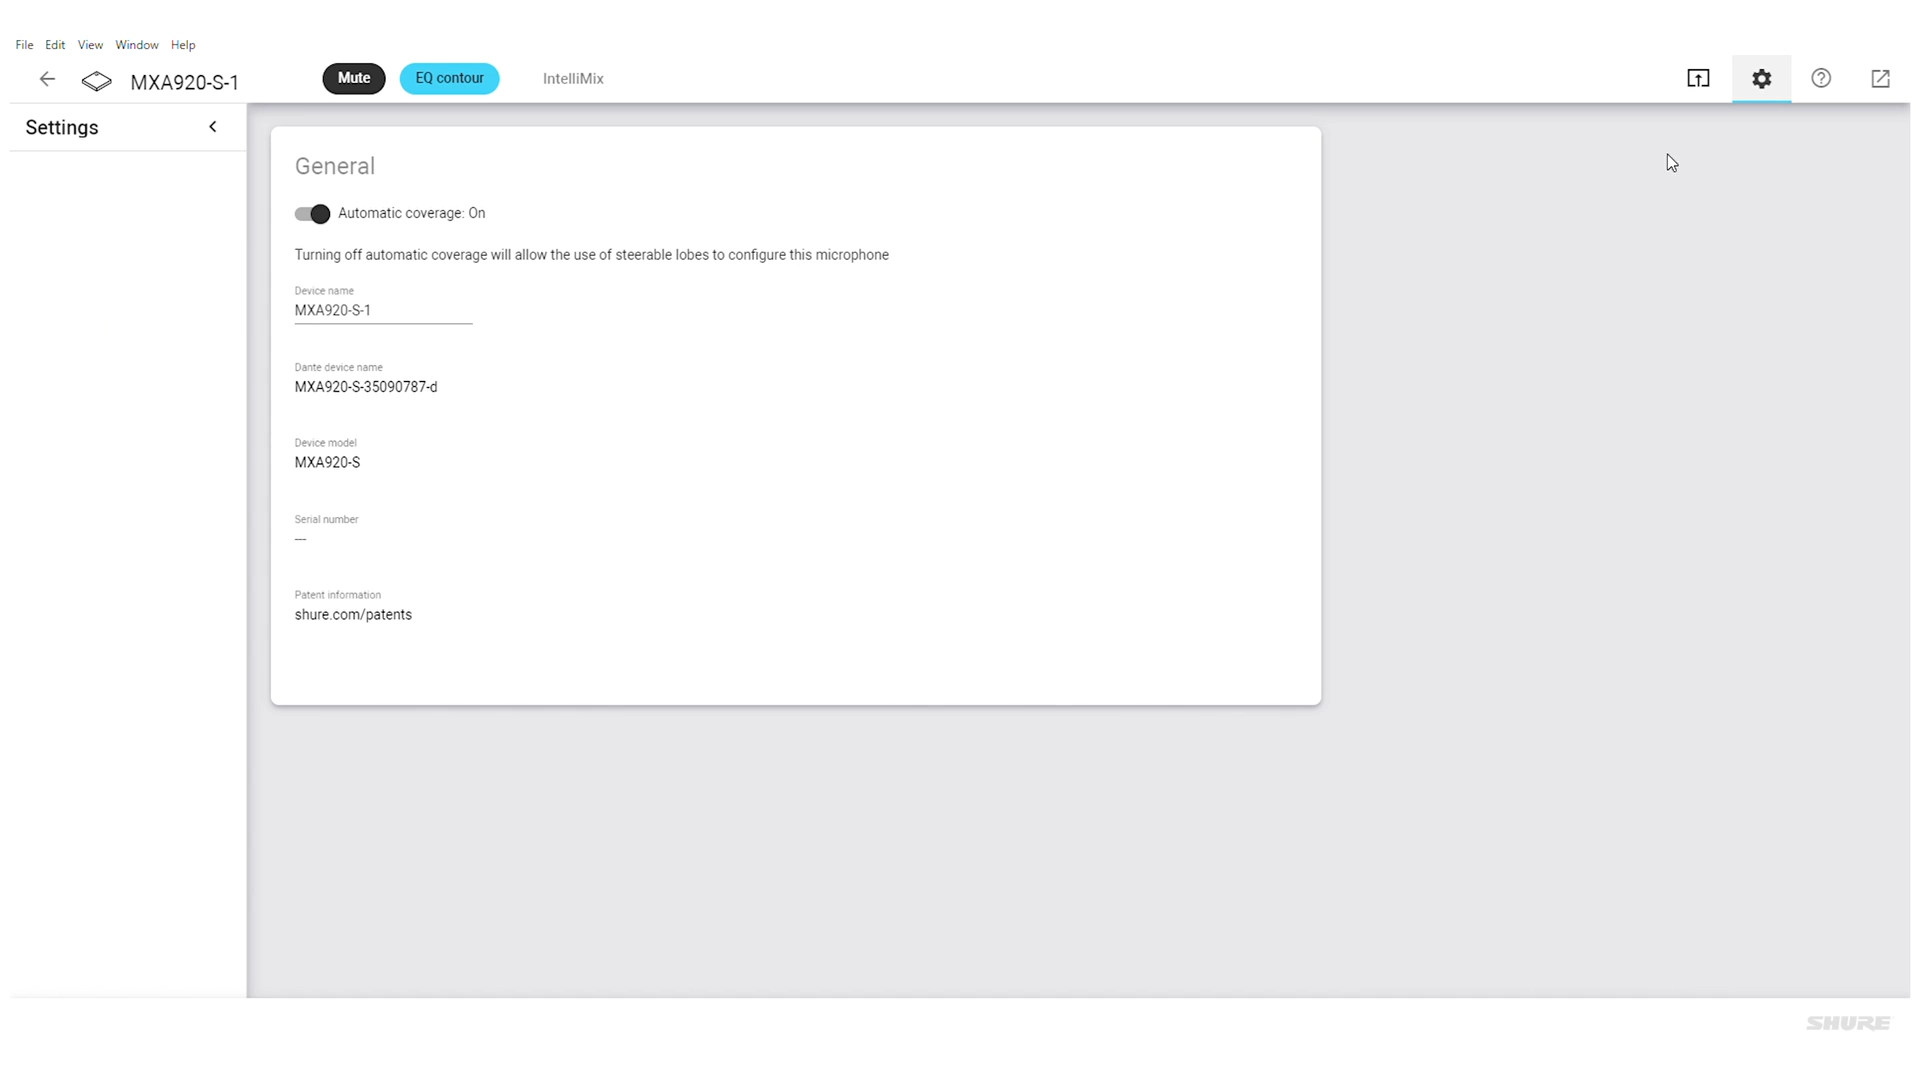 File Edit View Window Help
MXA920-S-1 Mute EQ contour IntelliMix
Settings
General
Automatic coverage: On
Turning off automatic coverage will allow the use of steerable lobes to configure this microphone
Device name
MXA920-S-1
Dante device name
MXA920-S-35090787-d
Device model
MXA920-S
Serial number
---
Patent information
shure.com/patents
SHURE